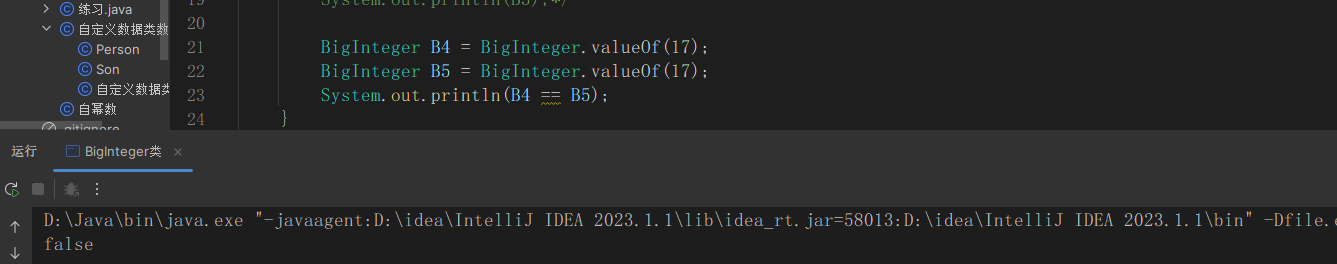 练习.java
自定义数据类数
Person
Son
自定义数据类
自幂数
.gitignore
19 System.out.println(B3);*/
20
21 BigInteger B4 = BigInteger.valueOf(17);
22 BigInteger B5 = BigInteger.valueOf(17);
23 System.out.println(B4 == B5);
24 }
运行 BigInteger类 ×
D:\Java\bin\java.exe "-javaagent:D:\idea\IntelliJ IDEA 2023.1.1\lib\idea_rt.jar=58013:D:\idea\IntelliJ IDEA 2023.1.1\bin" -Dfile.e
false